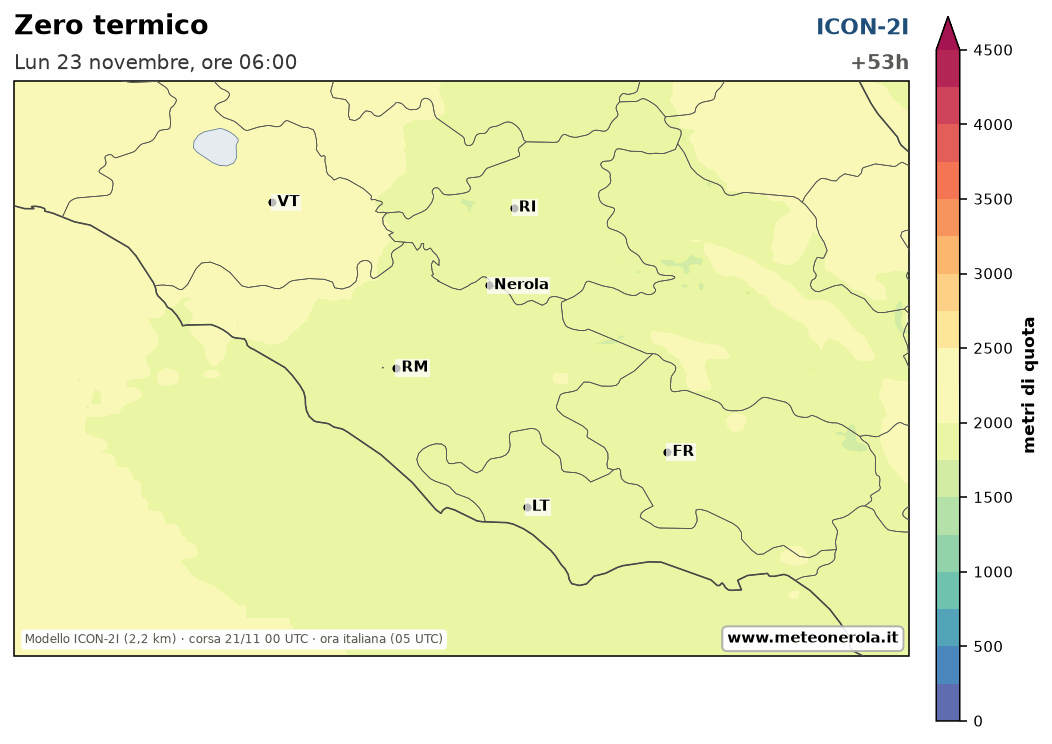 Zero termico
ICON-2I
Lun 23 novembre, ore 06:00
+53h
VT
RI
Nerola
RM
FR
LT
Modello ICON-2I (2,2 km) · corsa 21/11 00 UTC · ora italiana (05 UTC)
www.meteonerola.it
4500
4000
3500
3000
2500
2000
1500
1000
500
0
metri di quota